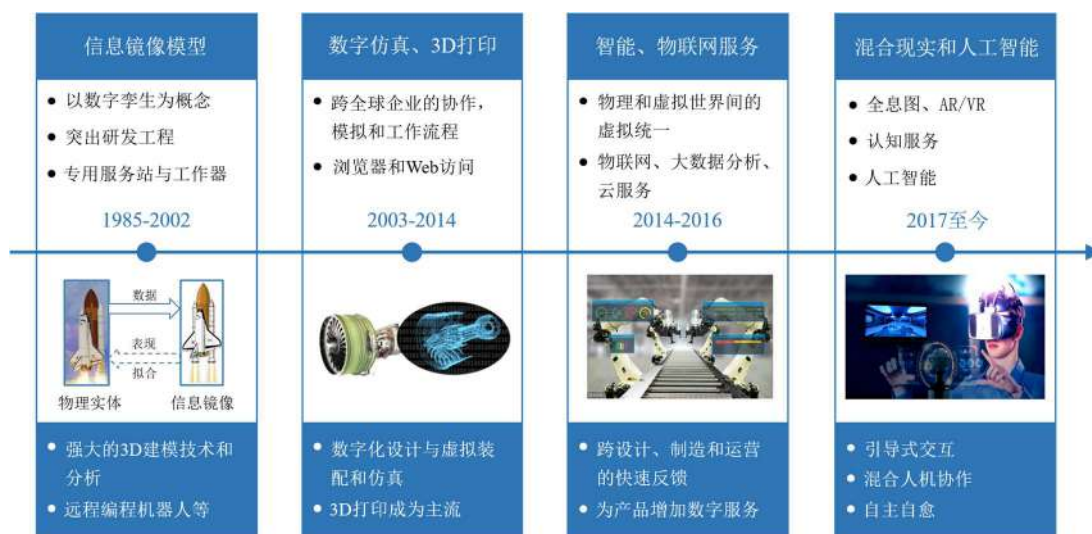 信息镜像模型
• 以数字孪生为概念
• 突出研发工程
• 专用服务站与工作器
1985-2002
数据
表现
拟合
物理实体
信息镜像
• 强大的3D建模技术和
分析
• 远程编程机器人等
数字仿真、3D打印
• 跨全球企业的协作,
模拟和工作流程
• 浏览器和Web访问
2003-2014
• 数字化设计与虚拟装
配和仿真
• 3D打印成为主流
智能、物联网服务
• 物理和虚拟世界间的
虚拟统一
• 物联网、大数据分析、
云服务
2014-2016
• 跨设计、制造和运营
的快速反馈
• 为产品增加数字服务
混合现实和人工智能
• 全息图、AR/VR
• 认知服务
• 人工智能
2017至今
• 引导式交互
• 混合人机协作
• 自主自愈